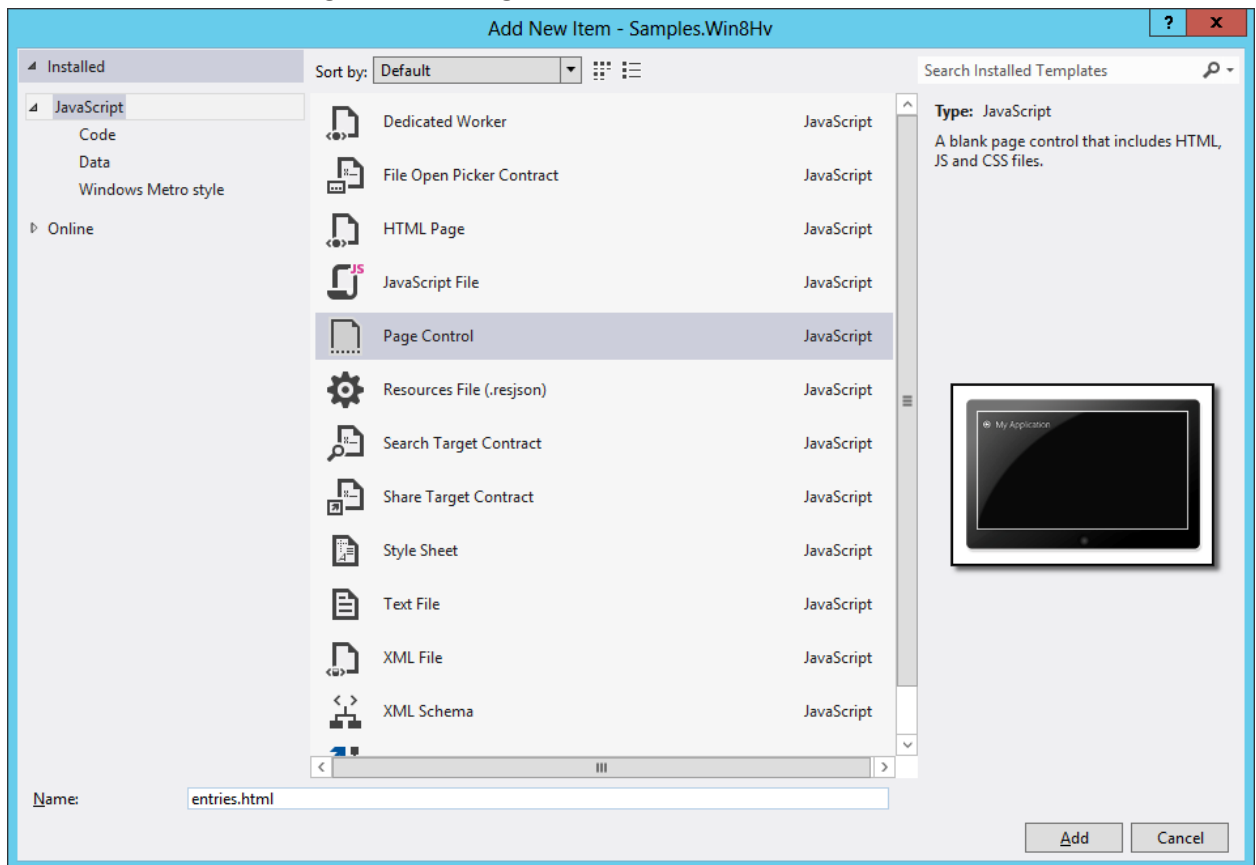 Add New Item - Samples.Win8Hv
? x
Installed
Sort by: Default
Search Installed Templates
JavaScript
Code
Data
Windows Metro style
Online
Dedicated Worker JavaScript
File Open Picker Contract JavaScript
HTML Page JavaScript
JS
JavaScript File JavaScript
Page Control JavaScript
Resources File (.resjson) JavaScript
Search Target Contract JavaScript
Share Target Contract JavaScript
Style Sheet JavaScript
Text File JavaScript
XML File JavaScript
XML Schema JavaScript
Type: JavaScript
A blank page control that includes HTML,
JS and CSS files.
My Application
Name: entries.html
Add Cancel